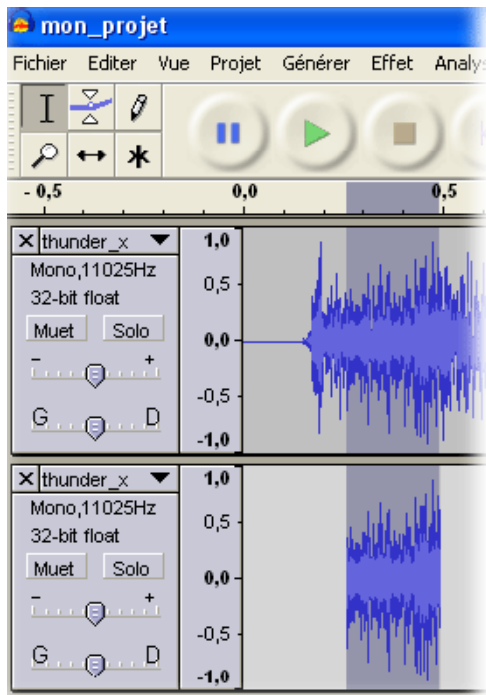 mon_projet
Fichier Editer Vue Projet Générer Effet Analys
- 0,5 0,0 0,5
thunder_x
Mono,11025Hz
32-bit float
Muet Solo
- +
G D
1,0
0,5
0,0
-0,5
-1,0
thunder_x
Mono,11025Hz
32-bit float
Muet Solo
- +
G D
1,0
0,5
0,0
-0,5
-1,0